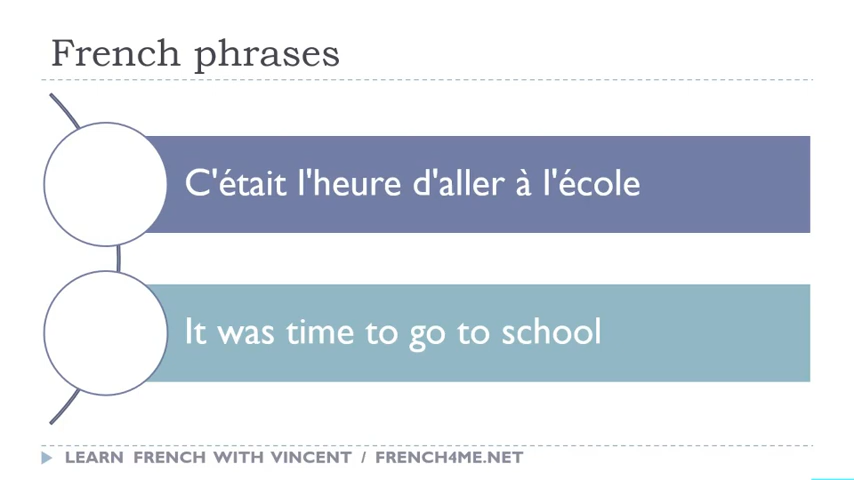 French phrases
C'était l'heure d'aller à l'école
It was time to go to school
LEARN FRENCH WITH VINCENT / FRENCH4ME.NET